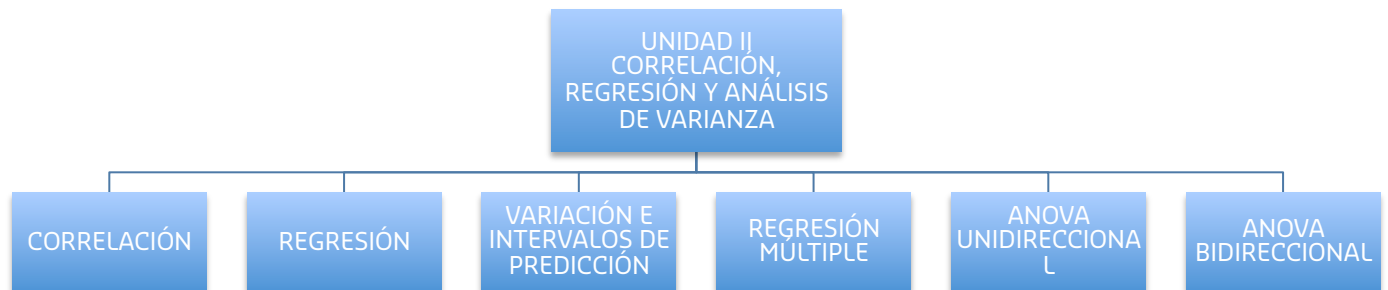 UNIDAD II
CORRELACIÓN,
REGRESIÓN Y ANÁLISIS
DE VARIANZA
CORRELACIÓN
REGRESIÓN
VARIACIÓN E
INTERVALOS DE
PREDICCIÓN
REGRESIÓN
MÚLTIPLE
ANOVA
UNIDIRECCIONA
L
ANOVA
BIDIRECCIONAL